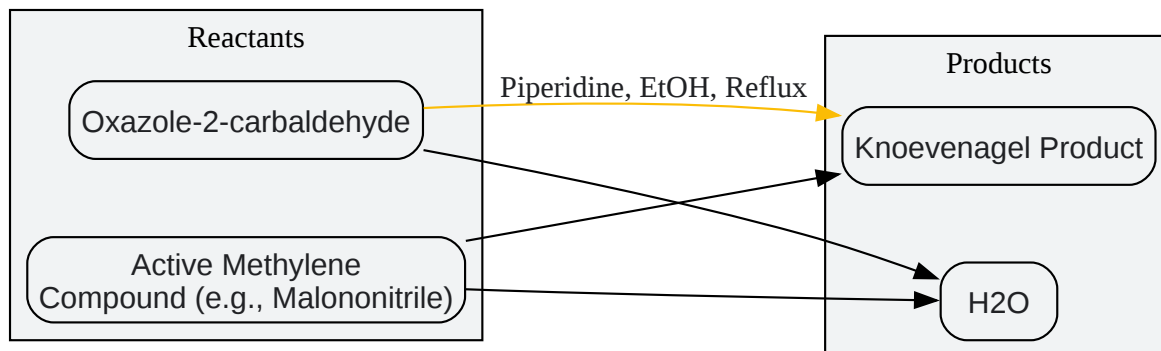 Reactants
Oxazole-2-carbaldehyde
Active Methylene
Compound (e.g., Malononitrile)
Piperidine, EtOH, Reflux
Products
Knoevenagel Product
H2O